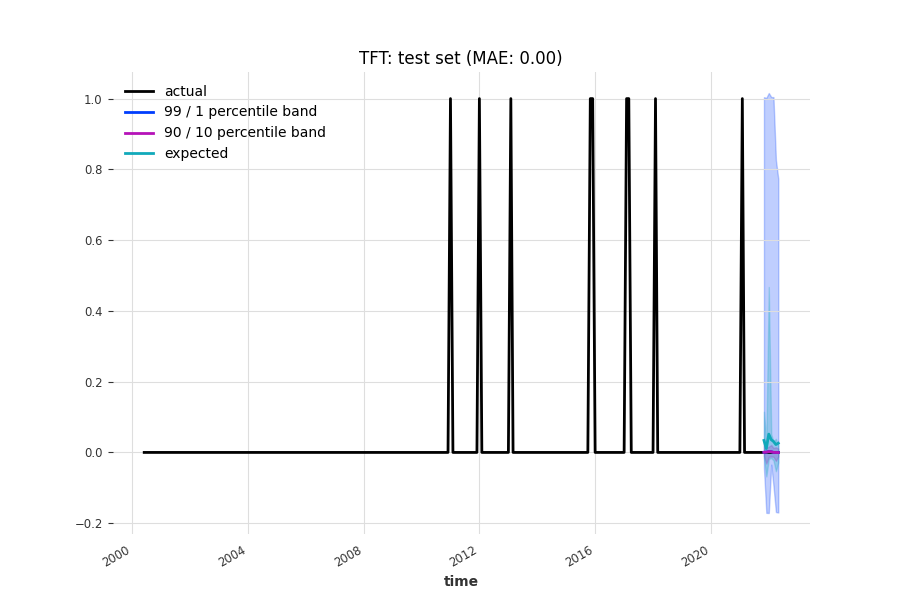 TFT: test set (MAE: 0.00)
actual
99 / 1 percentile band
90 / 10 percentile band
expected
1.0
0.8
0.6
0.4
0.2
0.0
−0.2
2000
2004
2008
2012
2016
2020
time